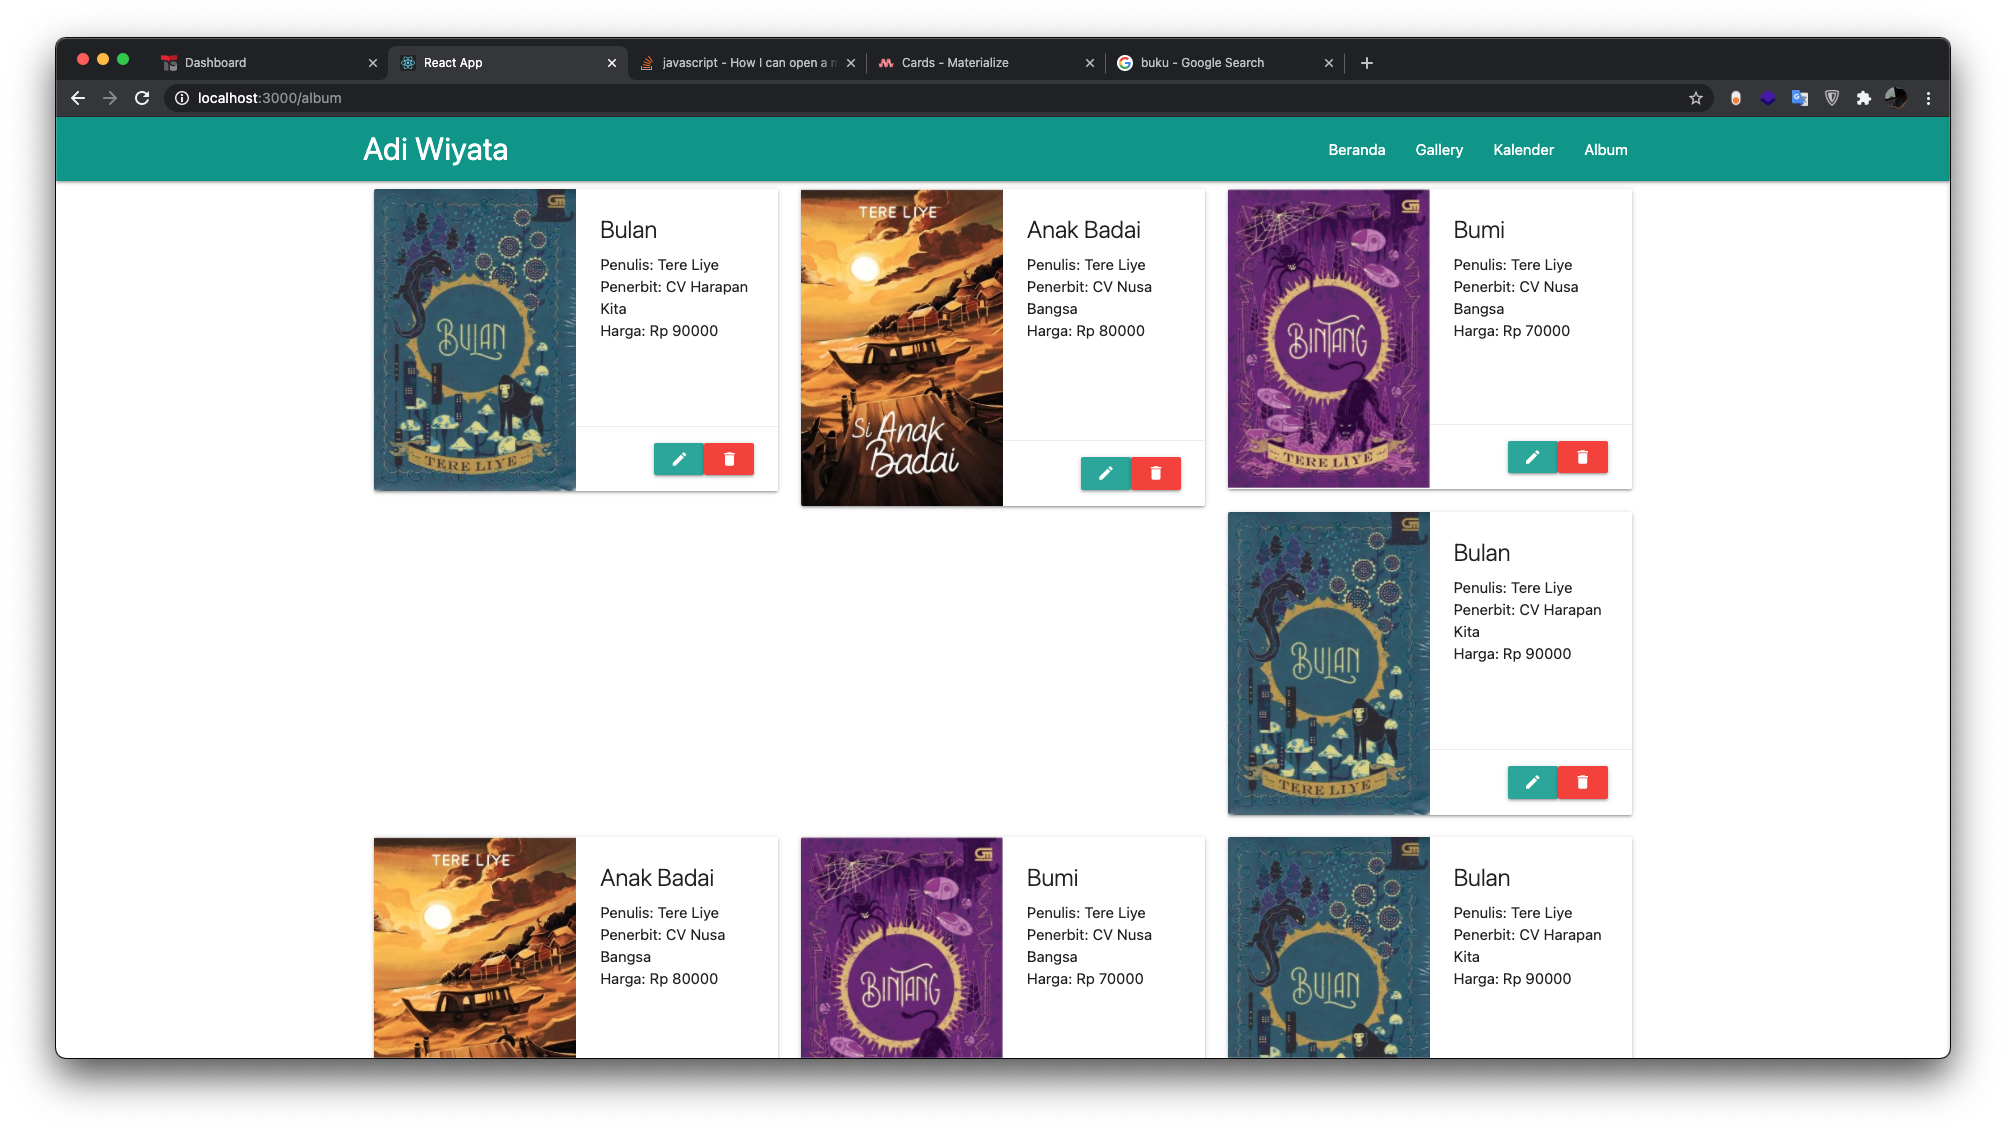 Dashboard
React App
javascript - How I can open a m
Cards - Materialize
buku - Google Search
localhost:3000/album
Adi Wiyata
Beranda
Gallery
Kalender
Album
BULAN
TERE LIYE
Bulan
Penulis: Tere Liye
Penerbit: CV Harapan
Kita
Harga: Rp 90000
TERE LIYE
Si Anak
Badai
Anak Badai
Penulis: Tere Liye
Penerbit: CV Nusa
Bangsa
Harga: Rp 80000
BINTANG
TERE LIYE
Bumi
Penulis: Tere Liye
Penerbit: CV Nusa
Bangsa
Harga: Rp 70000
BULAN
TERE LIYE
Bulan
Penulis: Tere Liye
Penerbit: CV Harapan
Kita
Harga: Rp 90000
TERE LIYE
Anak Badai
Penulis: Tere Liye
Penerbit: CV Nusa
Bangsa
Harga: Rp 80000
BINTANG
Bumi
Penulis: Tere Liye
Penerbit: CV Nusa
Bangsa
Harga: Rp 70000
BULAN
Bulan
Penulis: Tere Liye
Penerbit: CV Harapan
Kita
Harga: Rp 90000